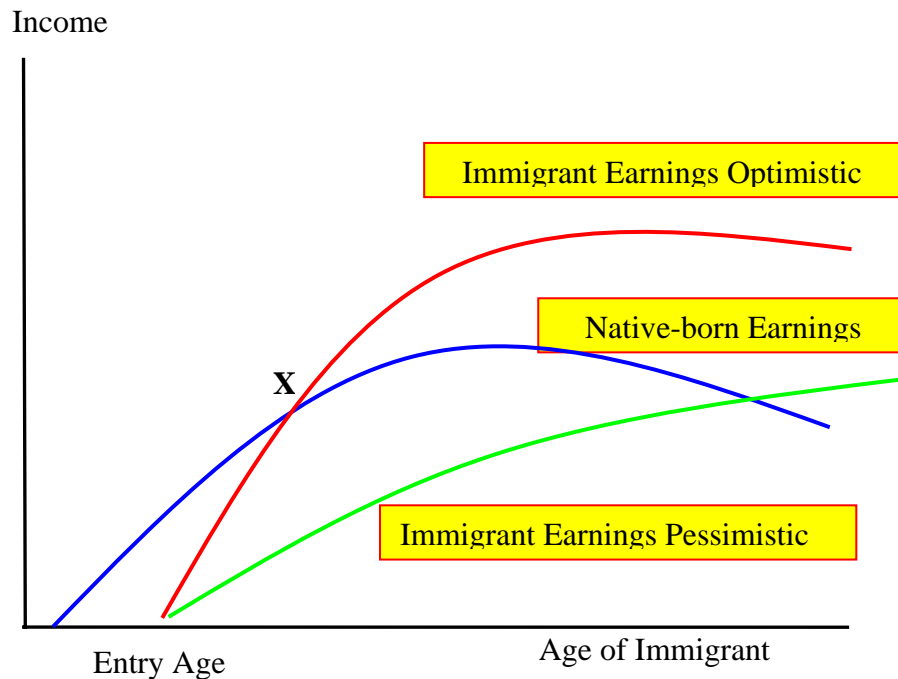 Income
Immigrant Earnings Optimistic
Native-born Earnings
X
Immigrant Earnings Pessimistic
Entry Age
Age of Immigrant